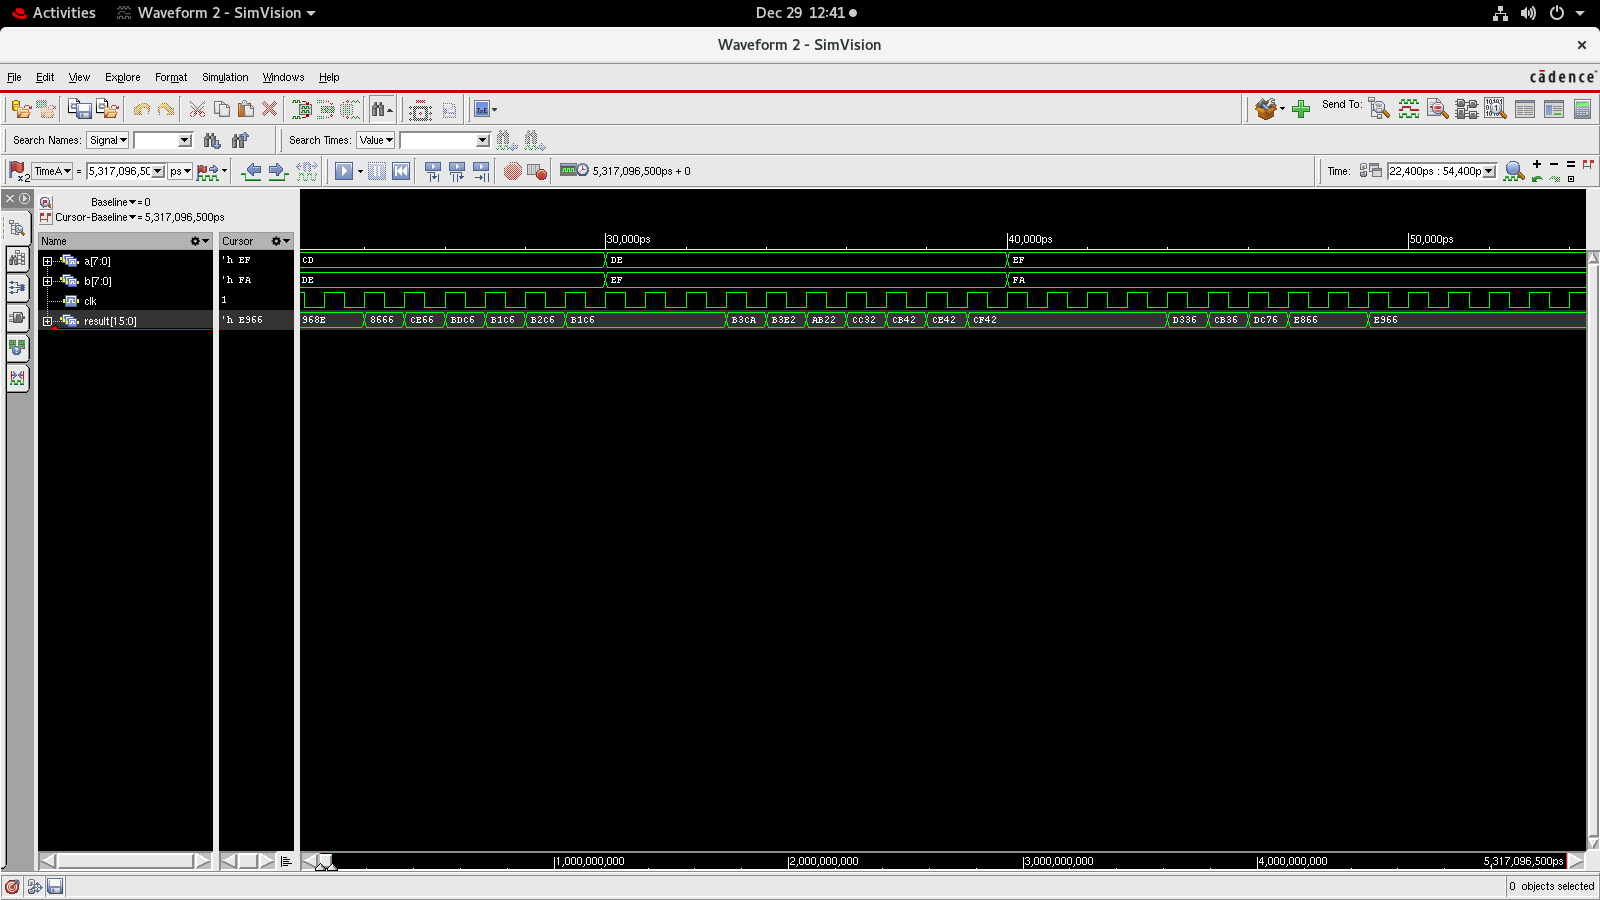 Activities Waveform 2 - SimVision Dec 29 12:41
Waveform 2 - SimVision
File Edit View Explore Format Simulation Windows Help cādence
Send To:
Search Names: Signal Search Times: Value
TimeA = 5,317,096,50 ps 5,317,096,500ps + 0 Time: 22,400ps : 54,400p
Baseline = 0
Cursor-Baseline = 5,317,096,500ps
Name Cursor 30,000ps 40,000ps 50,000ps
a[7:0] 'h EF CD DE EF
b[7:0] 'h FA DE EF FA
clk 1
result[15:0] 'h E966 968E 8666 CE66 BDC6 B1C6 B2C6 B1C6 B3CA B3E2 AB22 CC32 CB42 CE42 CF42 D336 CB36 DC76 E866 E966
1,000,000,000 2,000,000,000 3,000,000,000 4,000,000,000 5,317,096,500ps
0 objects selected